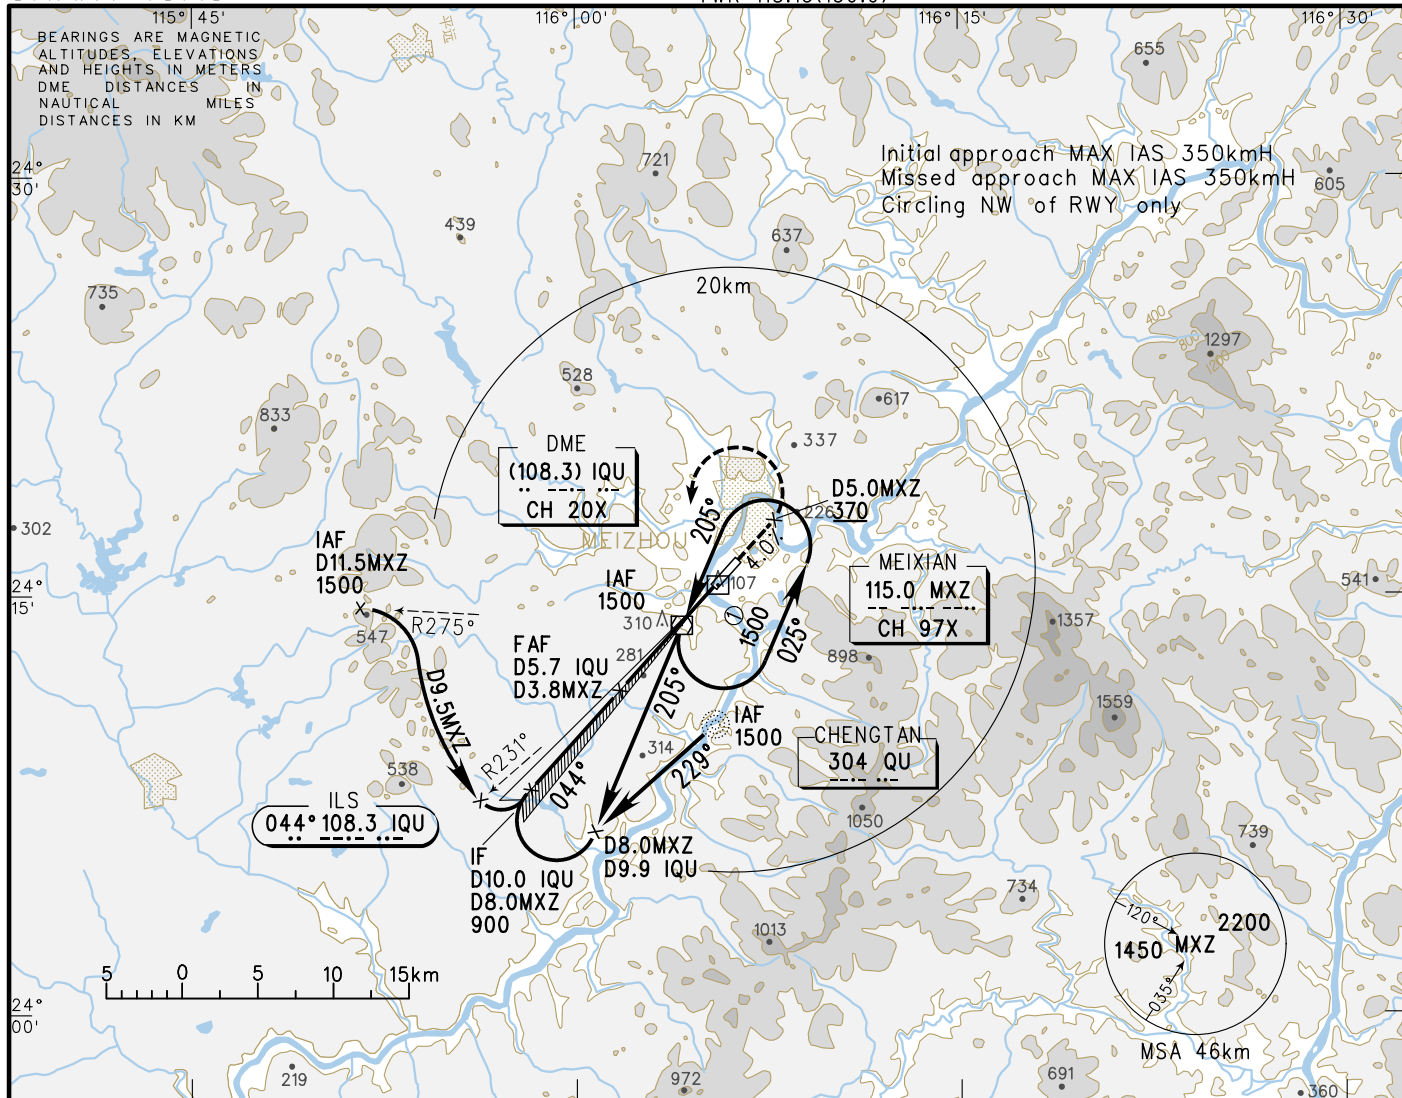 115° 45'
116° 00'
116° 15'
116° 30'
BEARINGS ARE MAGNETIC
ALTITUDES, ELEVATIONS
AND HEIGHTS IN METERS
DME DISTANCES IN
NAUTICAL MILES
DISTANCES IN KM
平远
655
24°
30'
721
Initial approach MAX IAS 350kmH
Missed approach MAX IAS 350kmH
Circling NW of RWY only
605
439
637
735
20km
400
800
1200
1297
528
617
833
337
DME
(108.3) IQU
CH 20X
D5.0MXZ
370
226
302
205°
MEIZHOU
4.0%
IAF
D11.5MXZ
1500
MEIXIAN
115.0 MXZ
CH 97X
541
24°
15'
IAF
1500
107
310
R275°
547
1
1500
025°
1357
898
FAF
D5.7 IQU
D3.8MXZ
281
205°
D9.5MXZ
IAF
1500
1559
R231°
314
229°
CHENGTAN
304 QU
538
044°
ILS
044° 108.3 IQU
1050
739
D8.0MXZ
D9.9 IQU
IF
D10.0 IQU
D8.0MXZ
900
734
120°
2200
1450 MXZ
035°
1013
5 0 5 10 15km
24°
00'
MSA 46km
219
972
691
360